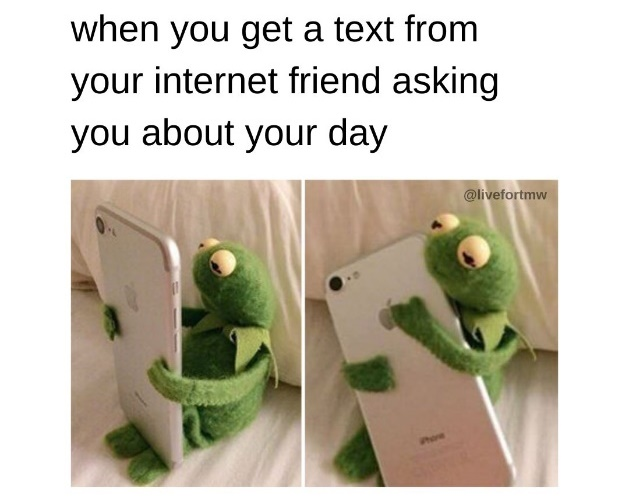 when you get a text from
your internet friend asking
you about your day
@livefortmw
iPhone